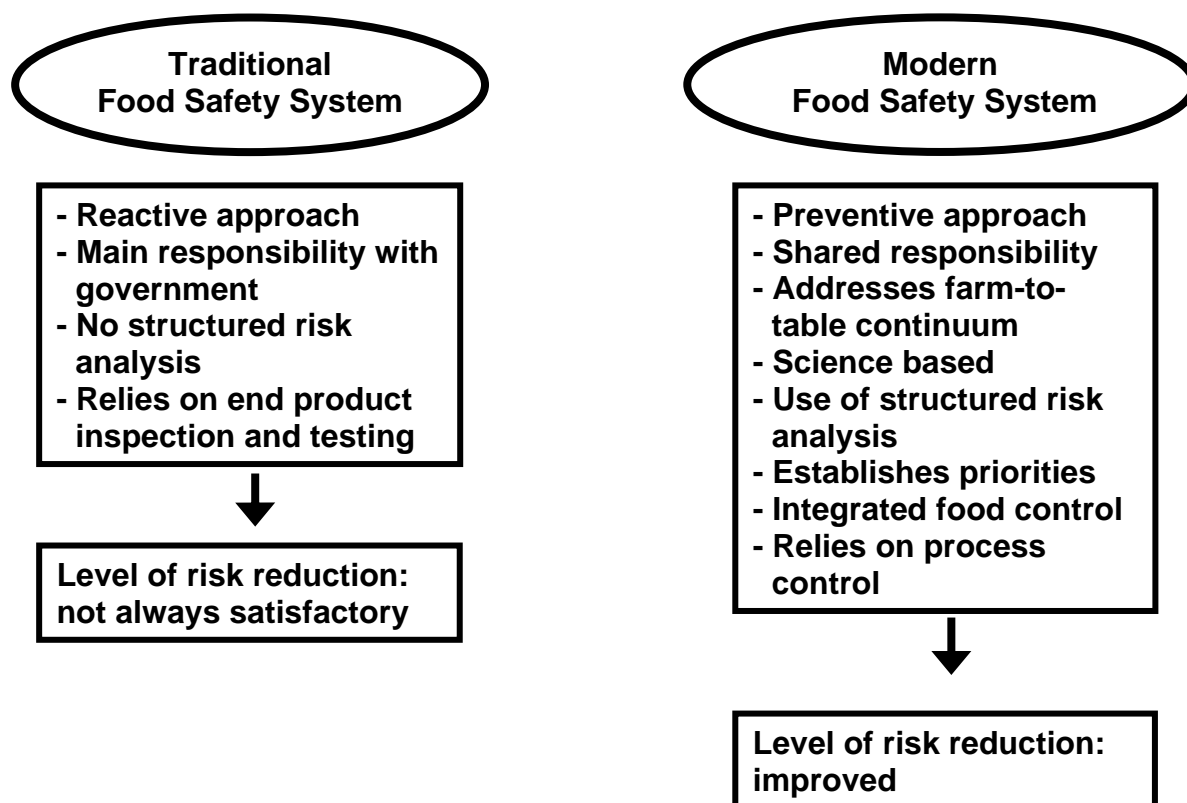 Traditional
Food Safety System
- Reactive approach
- Main responsibility with
government
- No structured risk
analysis
- Relies on end product
inspection and testing
Level of risk reduction:
not always satisfactory
Modern
Food Safety System
- Preventive approach
- Shared responsibility
- Addresses farm-to-
table continuum
- Science based
- Use of structured risk
analysis
- Establishes priorities
- Integrated food control
- Relies on process
control
Level of risk reduction:
improved